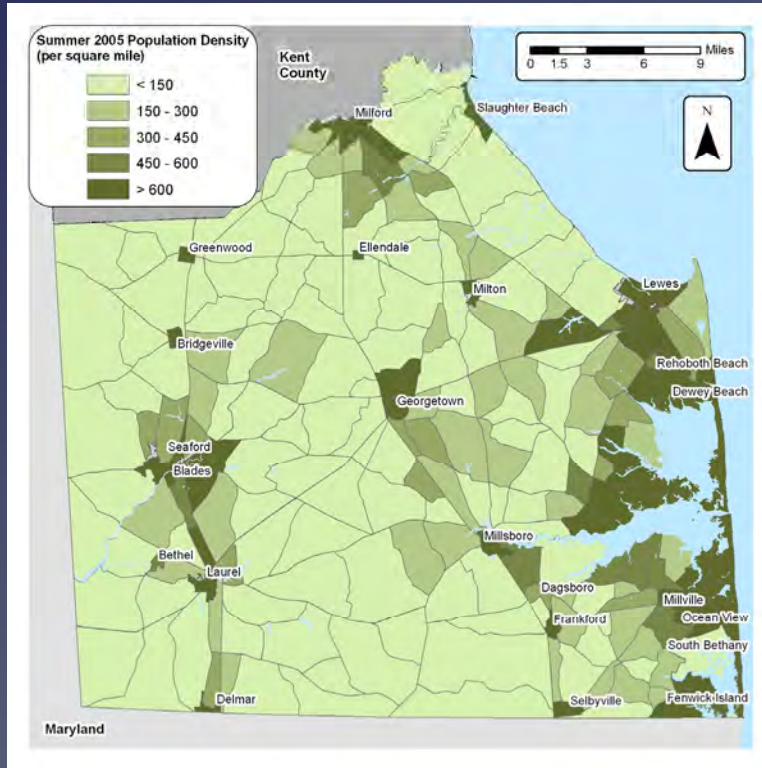 Summer 2005 Population Density
(per square mile)
< 150
150 - 300
300 - 450
450 - 600
> 600
Kent
County
Miles
0 1.5 3 6 9
N
Milford
Slaughter Beach
Greenwood
Ellendale
Milton
Lewes
Bridgeville
Rehoboth Beach
Dewey Beach
Georgetown
Seaford
Blades
Millsboro
Bethel
Laurel
Dagsboro
Millville
Frankford
Ocean View
South Bethany
Delmar
Selbyville
Fenwick Island
Maryland